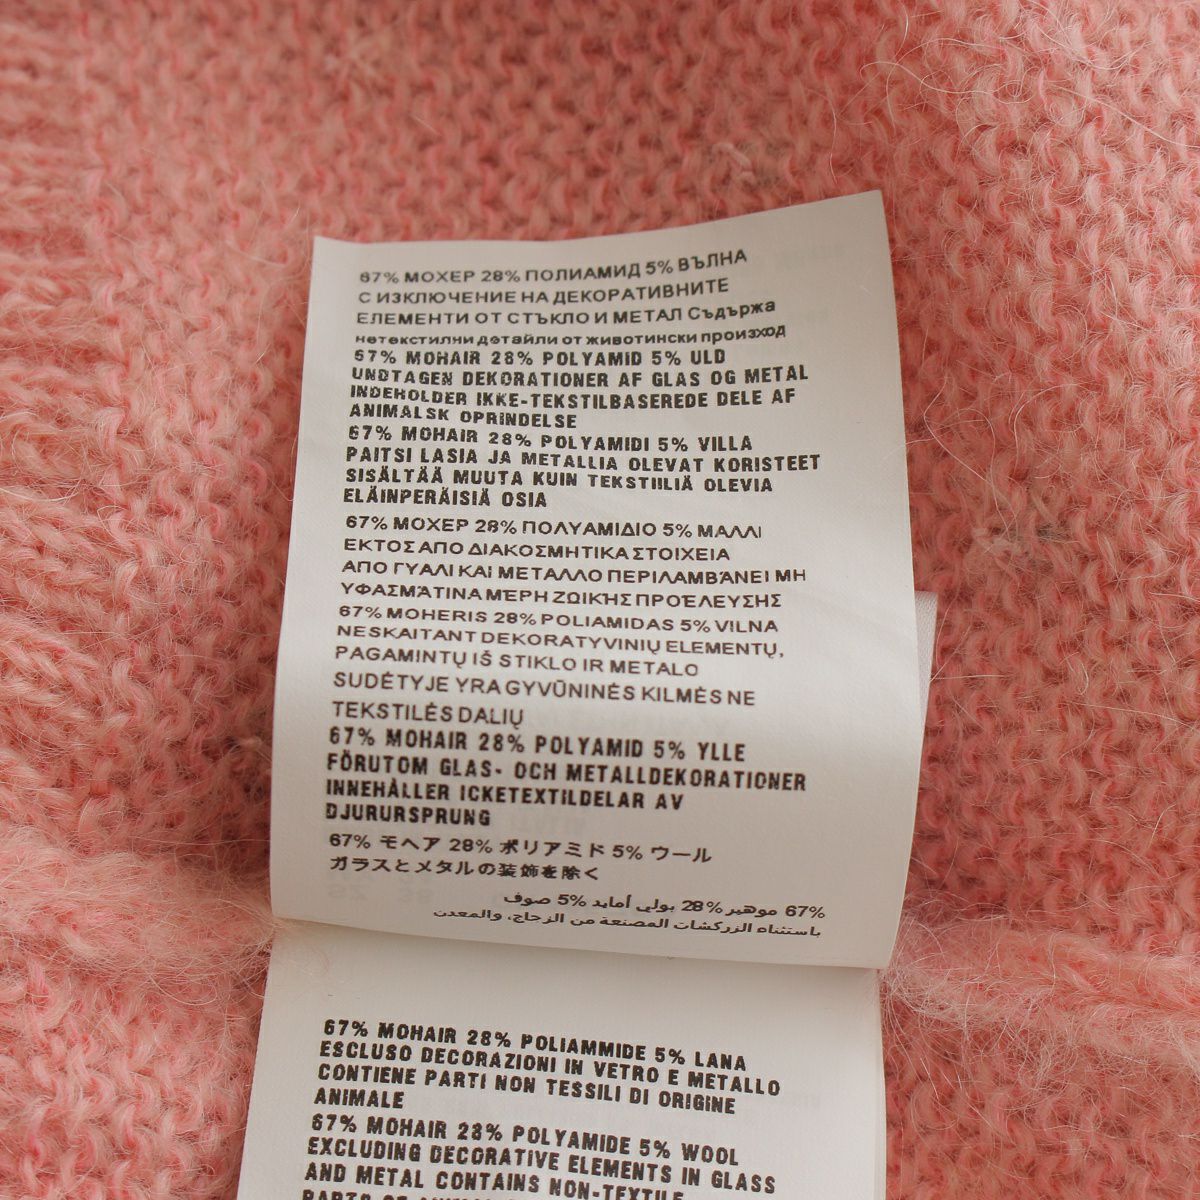 67% МОХЕР 28% ПОЛИАМИД 5% ВЪЛНА
С ИЗКЛЮЧЕНИЕ НА ДЕКОРАТИВНИТЕ
ЕЛЕМЕНТИ ОТ СТЪКЛО И МЕТАЛ Съдържа
нетекстилни детайли от животински произход
67% MOHAIR 28% POLYAMID 5% ULD
UNDTAGEN DEKORATIONER AF GLAS OG METAL
INDEHOLDER IKKE-TEKSTILBASEREDE DELE AF
ANIMALSK OPRINDELSE
67% MOHAIR 28% POLYAMIDI 5% VILLA
PAITSI LASIA JA METALLIA OLEVAT KORISTEET
SISÄLTÄÄ MUUTA KUIN TEKSTIILIÄ OLEVIA
ELÄINPERÄISIÄ OSIA
67% ΜΟΧΕΡ 28% ΠΟΛΥΑΜΙΔΙΟ 5% ΜΑΛΛΙ
ΕΚΤΟΣ ΑΠΟ ΔΙΑΚΟΣΜΗΤΙΚΑ ΣΤΟΙΧΕΙΑ
ΑΠΟ ΓΥΑΛΙ ΚΑΙ ΜΕΤΑΛΛΟ ΠΕΡΙΛΑΜΒΆΝΕΙ ΜΗ
ΥΦΑΣΜΆΤΙΝΑ ΜΈΡΗ ΖΩΙΚΉΣ ΠΡΟΈΛΕΥΣΗΣ
67% MOHERIS 28% POLIAMIDAS 5% VILNA
NESKAITANT DEKORATYVINIŲ ELEMENTŲ,
PAGAMINTŲ IŠ STIKLO IR METALO
SUDĖTYJE YRA GYVŪNINĖS KILMĖS NE
TEKSTILĖS DALIŲ
67% MOHAIR 28% POLYAMID 5% YLLE
FÖRUTOM GLAS- OCH METALLDEKORATIONER
INNEHÅLLER ICKETEXTILDELAR AV
DJURURSPRUNG
67% モヘア 28% ポリアミド 5% ウール
ガラスとメタルの装飾を除く
67% موهير 28% بولي أمايد 5% صوف
باستثناء الزركشات المصنعة من الزجاج، والمعدن
67% MOHAIR 28% POLIAMMIDE 5% LANA
ESCLUSO DECORAZIONI IN VETRO E METALLO
CONTIENE PARTI NON TESSILI DI ORIGINE
ANIMALE
67% MOHAIR 28% POLYAMIDE 5% WOOL
EXCLUDING DECORATIVE ELEMENTS IN GLASS
AND METAL CONTAINS NON-TEXTILE
PARTS OF